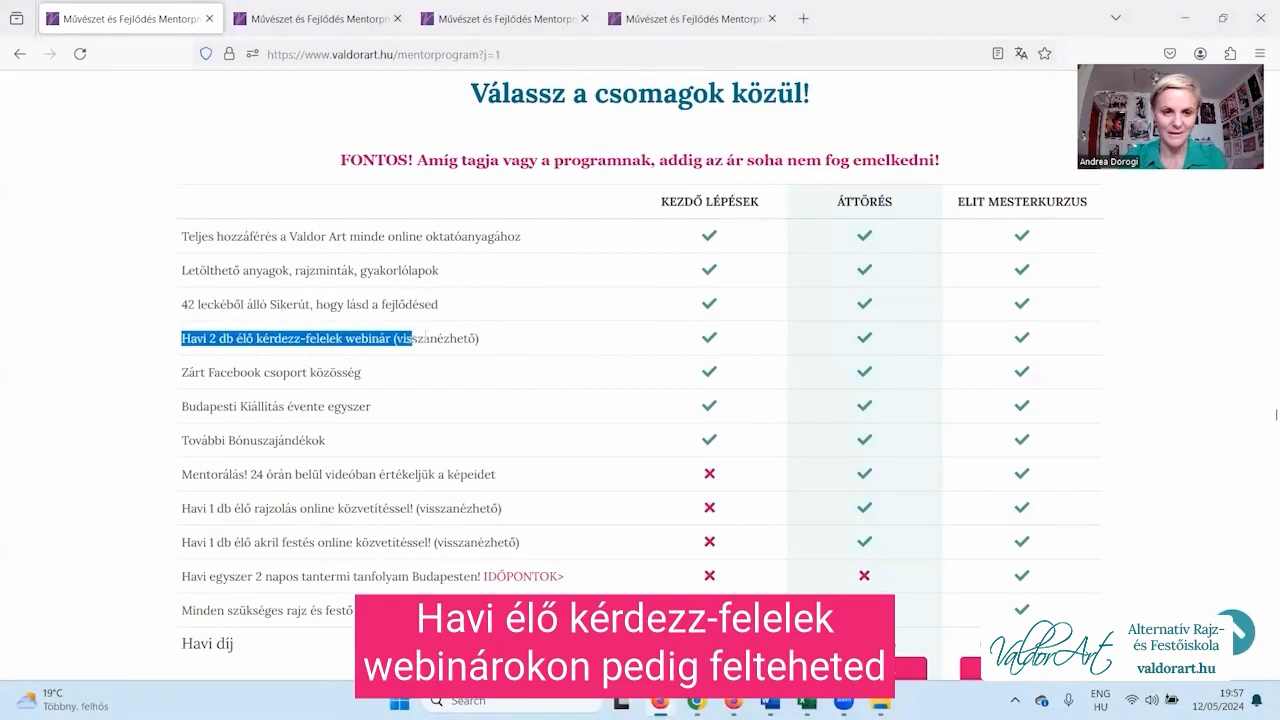 Művészet és Fejlődés Mentorpro
Művészet és Fejlődés Mentorpro
Művészet és Fejlődés Mentorpro
Művészet és Fejlődés Mentorpro
https://www.valdorart.hu/mentorprogram?j=1
Válassz a csomagok közül!
Andrea Dorogi
FONTOS! Amíg tagja vagy a programnak, addig az ár soha nem fog emelkedni!
KEZDŐ LÉPÉSEK ÁTTÖRÉS ELIT MESTERKURZUS
Teljes hozzáférés a Valdor Art minde online oktatóanyagához
Letölthető anyagok, rajzminták, gyakorlólapok
42 leckéből álló Sikerút, hogy lásd a fejlődésed
Havi 2 db élő kérdezz-felelek webinár (visszanézhető)
Zárt Facebook csoport közösség
Budapesti Kiállítás évente egyszer
További Bónuszajándékok
Mentorálás! 24 órán belül videóban értékeljük a képeidet
Havi 1 db élő rajzolás online közvetítéssel! (visszanézhető)
Havi 1 db élő akril festés online közvetítéssel! (visszanézhető)
Havi egyszer 2 napos tantermi tanfolyam Budapesten! IDŐPONTOK>
Minden szükséges rajz és festő
Havi díj
Havi élő kérdezz-felelek
webinárokon pedig felteheted
ValdorArt
Alternatív Rajz-
és Festőiskola
valdorart.hu
19°C
Többny. felhős
Search
HG
HU
19:57
12/05/2024